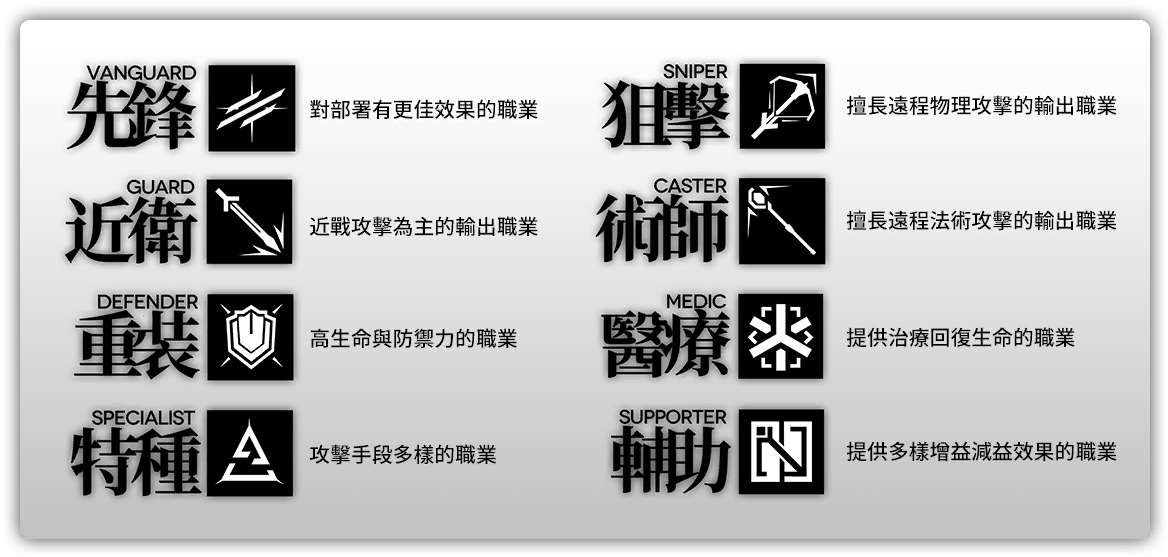 VANGUARD
先鋒
對部署有更佳效果的職業
GUARD
近衛
近戰攻擊為主的輸出職業
DEFENDER
重裝
高生命與防禦力的職業
SPECIALIST
特種
攻擊手段多樣的職業
SNIPER
狙擊
擅長遠程物理攻擊的輸出職業
CASTER
術師
擅長遠程法術攻擊的輸出職業
MEDIC
醫療
提供治療回復生命的職業
SUPPORTER
輔助
提供多樣增益減益效果的職業